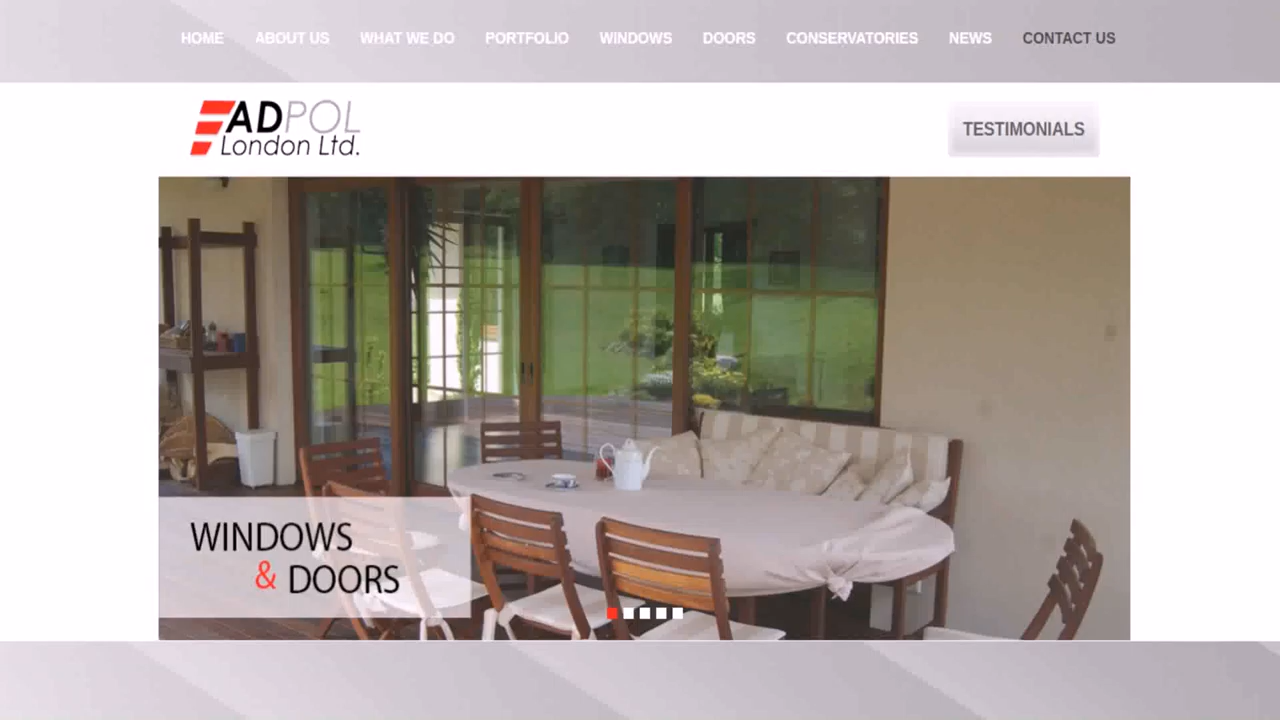 HOME ABOUT US WHAT WE DO PORTFOLIO WINDOWS DOORS CONSERVATORIES NEWS CONTACT US
ADPOL
London Ltd.
TESTIMONIALS
WINDOWS
& DOORS